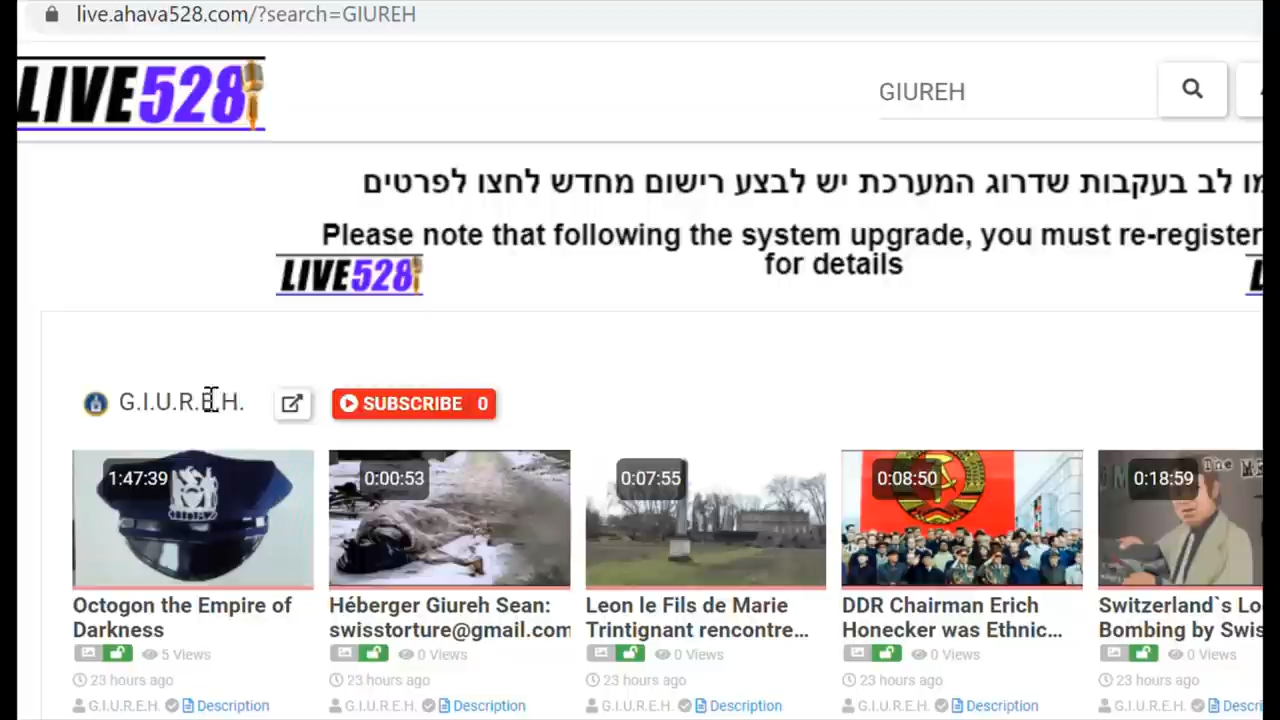 live.ahava528.com/?search=GIUREH
LIVE528
GIUREH
מו לב בעקבות שדרוג המערכת יש לבצע רישום מחדש לחצו לפרטים
Please note that following the system upgrade, you must re-register
for details
LIVE528
G.I.U.R.E.H.
SUBSCRIBE 0
1:47:39
0:00:53
0:07:55
0:08:50
0:18:59
The
Octogon the Empire of
Darkness
5 Views
23 hours ago
G.I.U.R.E.H. Description
Héberger Giureh Sean:
swisstorture@gmail.com
0 Views
23 hours ago
G.I.U.R.E.H. Description
Leon le Fils de Marie
Trintignant rencontre...
0 Views
23 hours ago
G.I.U.R.E.H. Description
DDR Chairman Erich
Honecker was Ethnic...
0 Views
23 hours ago
G.I.U.R.E.H. Description
Switzerland`s Lo
Bombing by Swis
0 Views
23 hours ago
G.I.U.R.E.H. Descri